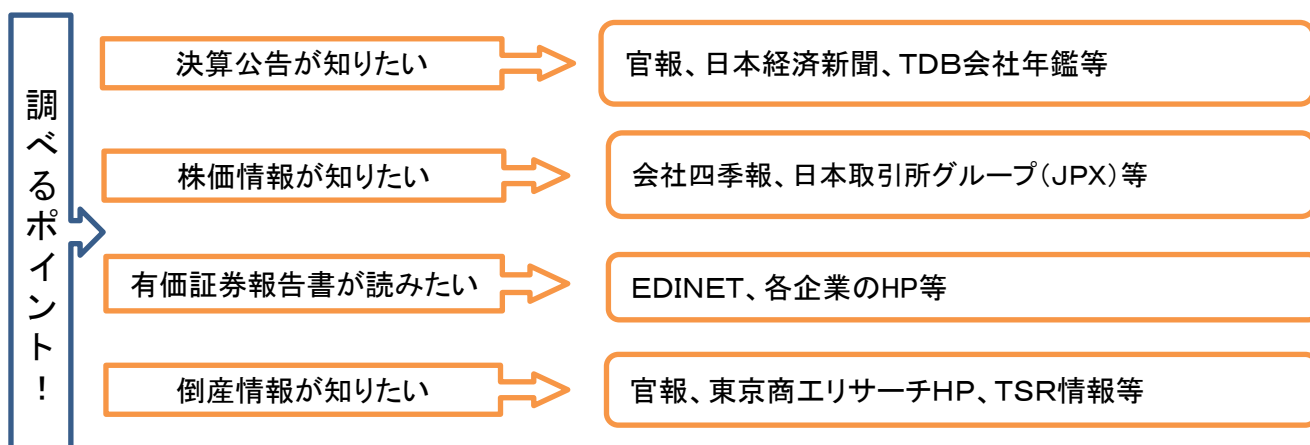 調べるポイント！
決算公告が知りたい
官報、日本経済新聞、TDB会社年鑑等
株価情報が知りたい
会社四季報、日本取引所グループ（JPX）等
有価証券報告書が読みたい
EDINET、各企業のHP等
倒産情報が知りたい
官報、東京商工リサーチHP、TSR情報等